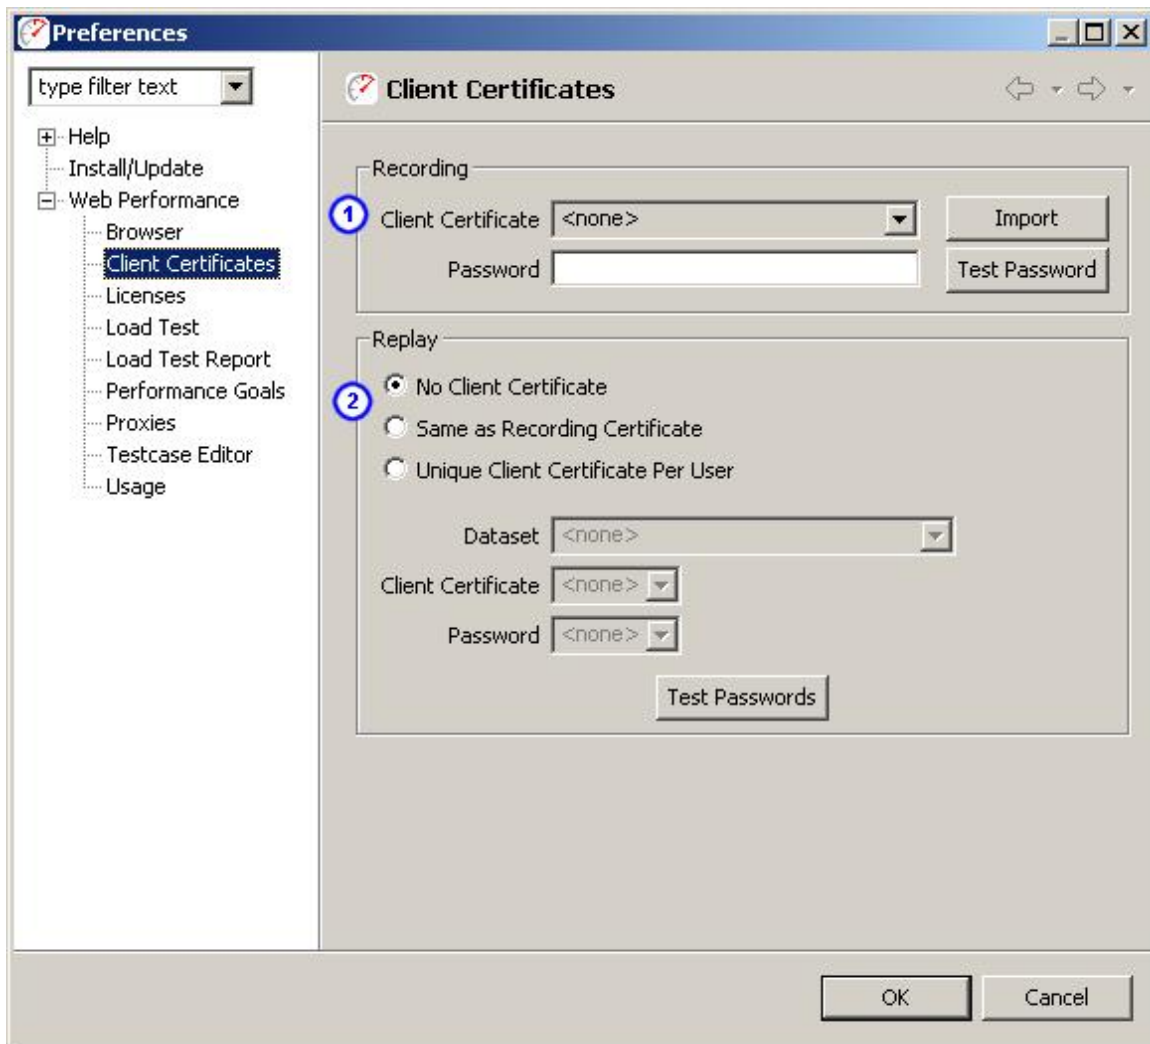 Preferences
type filter text
Help
Install/Update
Web Performance
Browser
Client Certificates
Licenses
Load Test
Load Test Report
Performance Goals
Proxies
Testcase Editor
Usage
Client Certificates
Recording
1
Client Certificate <none> Import
Password Test Password
Replay
2
No Client Certificate
Same as Recording Certificate
Unique Client Certificate Per User
Dataset <none>
Client Certificate <none>
Password <none>
Test Passwords
OK Cancel